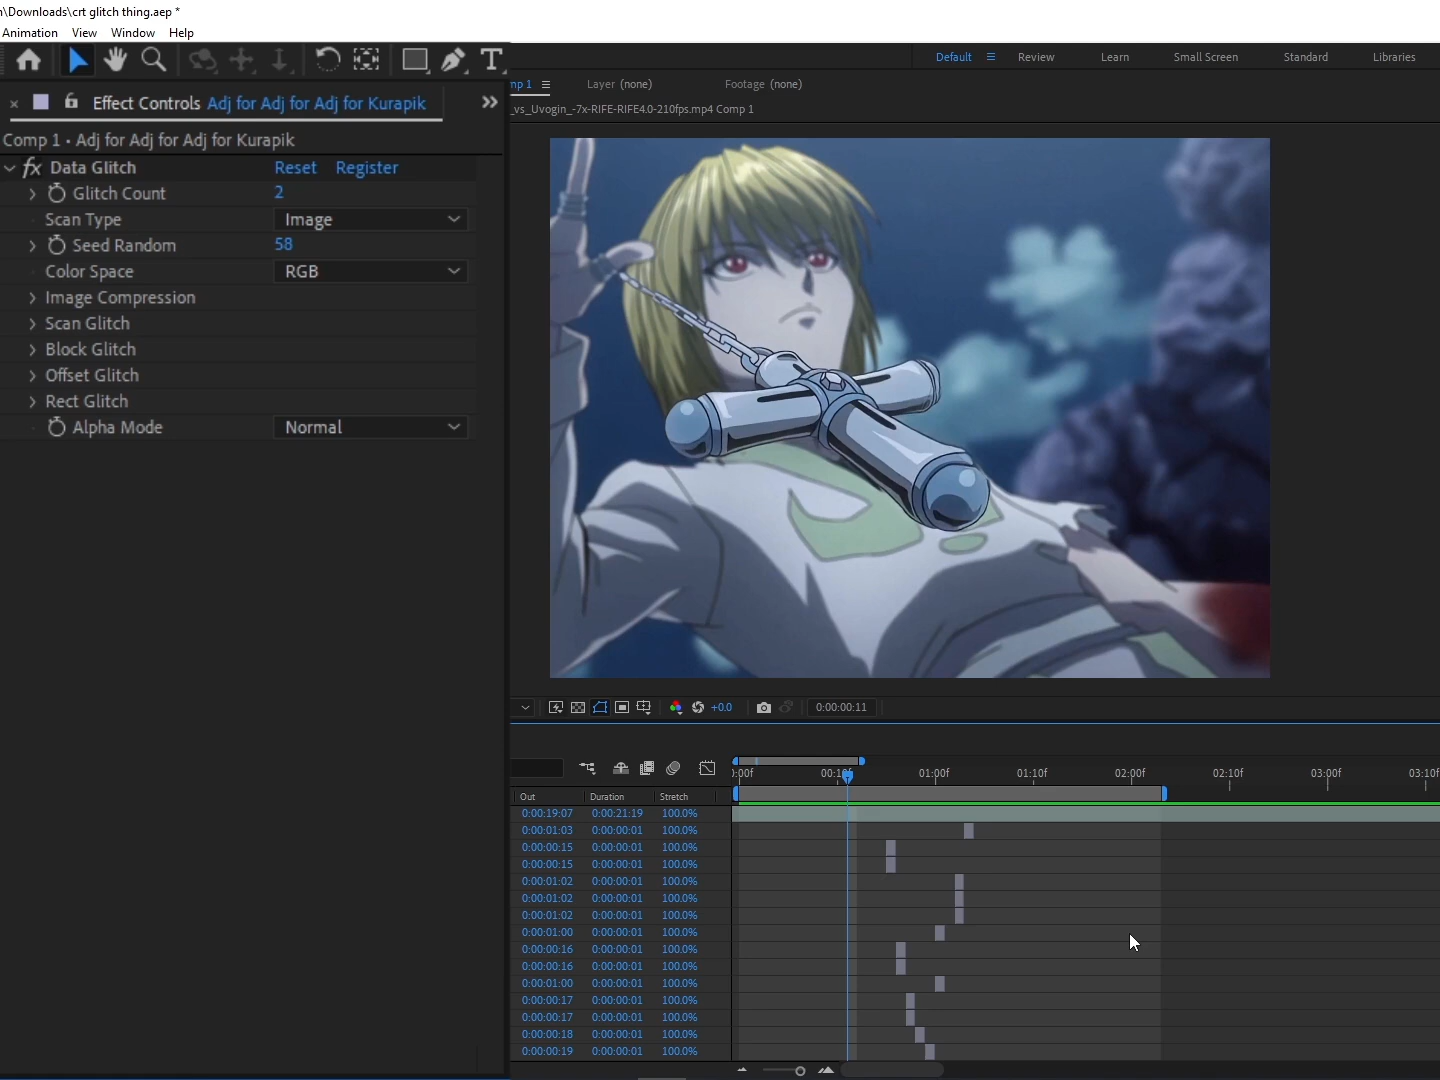 \Downloads\crt glitch thing.aep *
Animation View Window Help
T
Default Review Learn Small Screen Standard Libraries
Effect Controls Adj for Adj for Adj for Kurapik
mp 1 Layer (none) Footage (none)
_vs_Uvogin_-7x-RIFE-RIFE4.0-210fps.mp4 Comp 1
Comp 1 • Adj for Adj for Adj for Kurapik
fx Data Glitch Reset Register
Glitch Count 2
Scan Type Image
Seed Random 58
Color Space RGB
Image Compression
Scan Glitch
Block Glitch
Offset Glitch
Rect Glitch
Alpha Mode Normal
+0.0 0:00:00:11
:00f 00:10f 01:00f 01:10f 02:00f 02:10f 03:00f 03:10f
Out Duration Stretch
0:00:19:07 0:00:21:19 100.0%
0:00:01:03 0:00:00:01 100.0%
0:00:00:15 0:00:00:01 100.0%
0:00:00:15 0:00:00:01 100.0%
0:00:01:02 0:00:00:01 100.0%
0:00:01:02 0:00:00:01 100.0%
0:00:01:02 0:00:00:01 100.0%
0:00:01:00 0:00:00:01 100.0%
0:00:00:16 0:00:00:01 100.0%
0:00:00:16 0:00:00:01 100.0%
0:00:01:00 0:00:00:01 100.0%
0:00:00:17 0:00:00:01 100.0%
0:00:00:17 0:00:00:01 100.0%
0:00:00:18 0:00:00:01 100.0%
0:00:00:19 0:00:00:01 100.0%